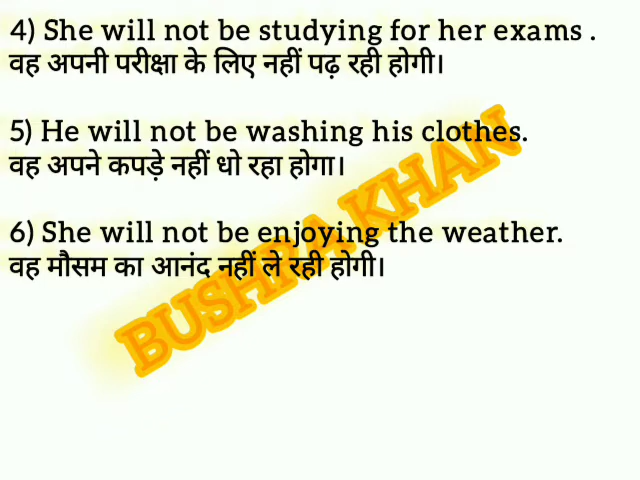 4) She will not be studying for her exams .
वह अपनी परीक्षा के लिए नहीं पढ़ रही होगी।
5) He will not be washing his clothes.
वह अपने कपड़े नहीं धो रहा होगा।
6) She will not be enjoying the weather.
वह मौसम का आनंद नहीं ले रही होगी।
BUSHRA KHAN